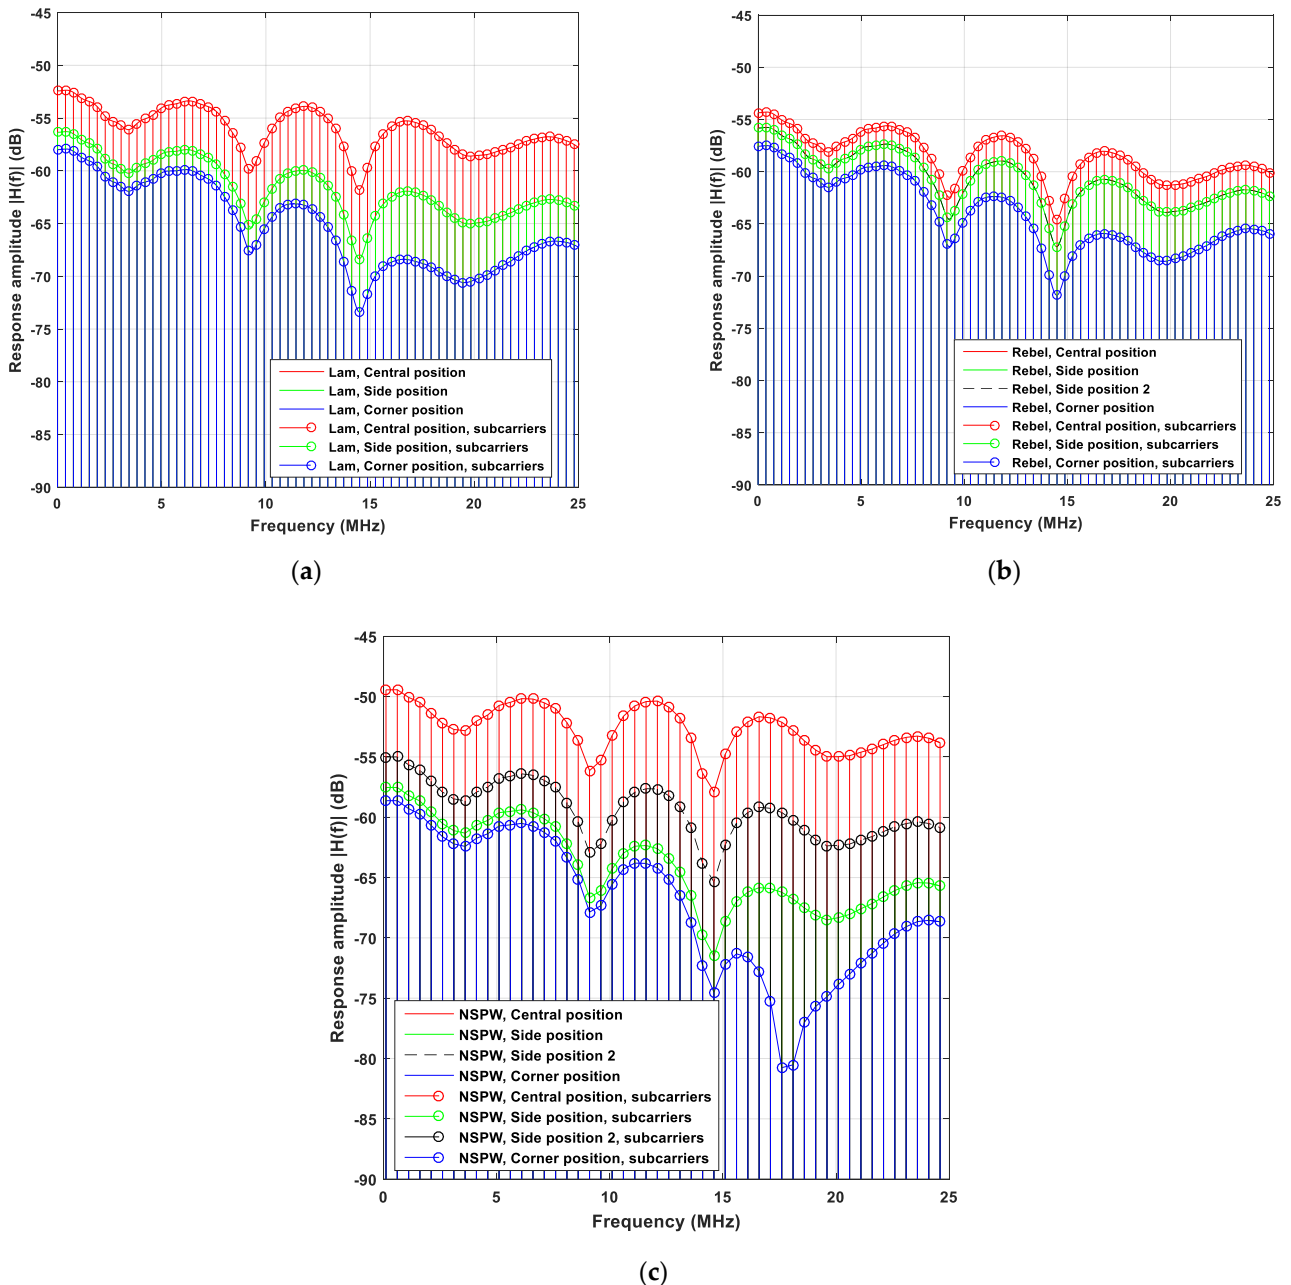 -45
-50
-55
-60
-65
-70
-75
-80
-85
-90
0
5
10
15
20
25
Response amplitude |H(f)| (dB)
Frequency (MHz)
Lam, Central position
Lam, Side position
Lam, Corner position
Lam, Central position, subcarriers
Lam, Side position, subcarriers
Lam, Corner position, subcarriers
(a)
-45
-50
-55
-60
-65
-70
-75
-80
-85
-90
0
5
10
15
20
25
Response amplitude |H(f)| (dB)
Frequency (MHz)
Rebel, Central position
Rebel, Side position
Rebel, Side position 2
Rebel, Corner position
Rebel, Central position, subcarriers
Rebel, Side position, subcarriers
Rebel, Corner position, subcarriers
(b)
-45
-50
-55
-60
-65
-70
-75
-80
-85
-90
0
5
10
15
20
25
Response amplitude |H(f)| (dB)
Frequency (MHz)
NSPW, Central position
NSPW, Side position
NSPW, Side position 2
NSPW, Corner position
NSPW, Central position, subcarriers
NSPW, Side position, subcarriers
NSPW, Side position 2, subcarriers
NSPW, Corner position, subcarriers
(c)